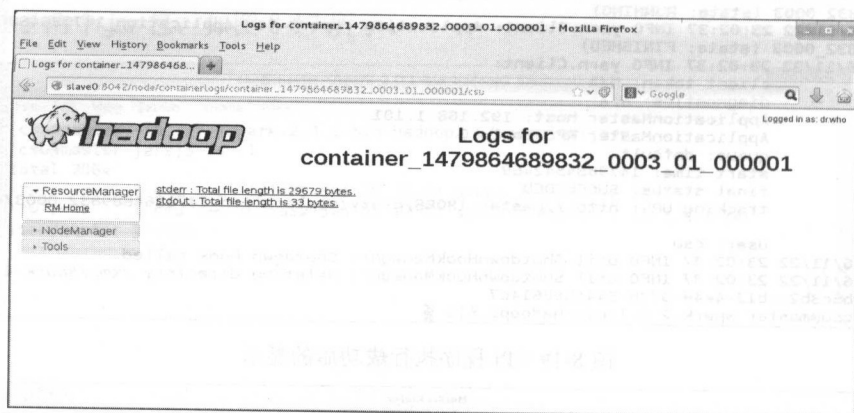 Logs for container_1479864689832_0003_01_000001 - Mozilla Firefox
File Edit View History Bookmarks Tools Help
Logs for container_147986468...
slave0:8042/node/containerlogs/container_1479864689832_0003_01_000001/csu
Google
Logged in as: drwho
hadoop
Logs for
container_1479864689832_0003_01_000001
ResourceManager
RM Home
NodeManager
Tools
stderr : Total file length is 29679 bytes.
stdout : Total file length is 33 bytes.